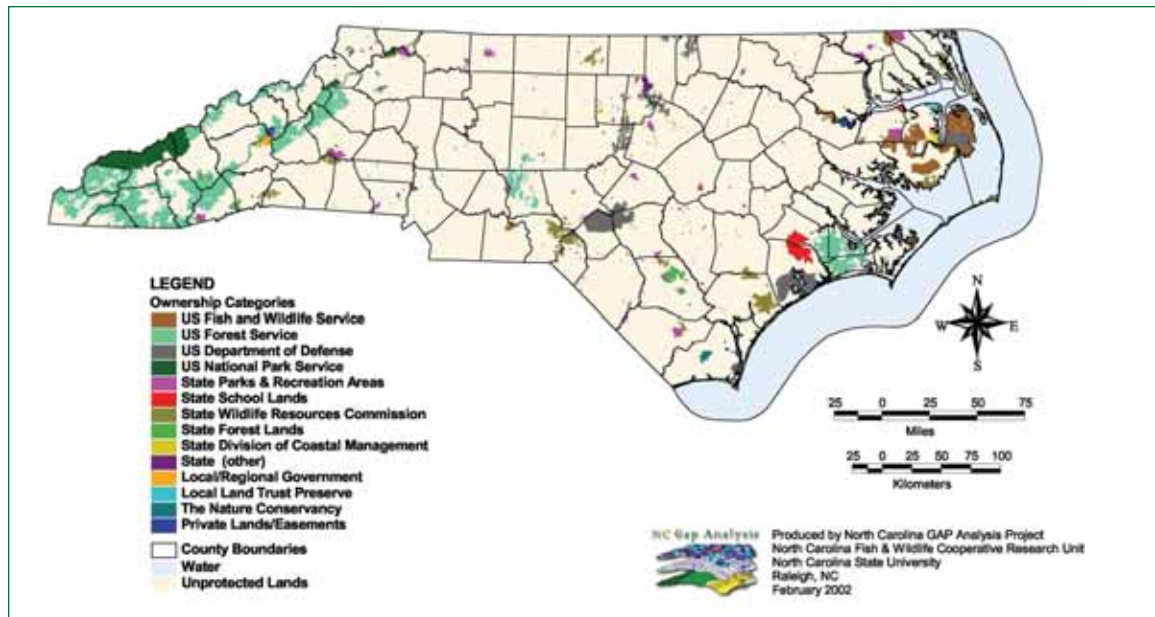 LEGEND
Ownership Categories
US Fish and Wildlife Service
US Forest Service
US Department of Defense
US National Park Service
State Parks & Recreation Areas
State School Lands
State Wildlife Resources Commission
State Forest Lands
State Division of Coastal Management
State (other)
Local/Regional Government
Local Land Trust Preserve
The Nature Conservancy
Private Lands/Easements
County Boundaries
Water
Unprotected Lands
N
W E
S
25 0 25 50 75
Miles
25 0 25 50 75 100
Kilometers
NC Gap Analysis
Produced by North Carolina GAP Analysis Project
North Carolina Fish & Wildlife Cooperative Research Unit
North Carolina State University
Raleigh, NC
February 2002